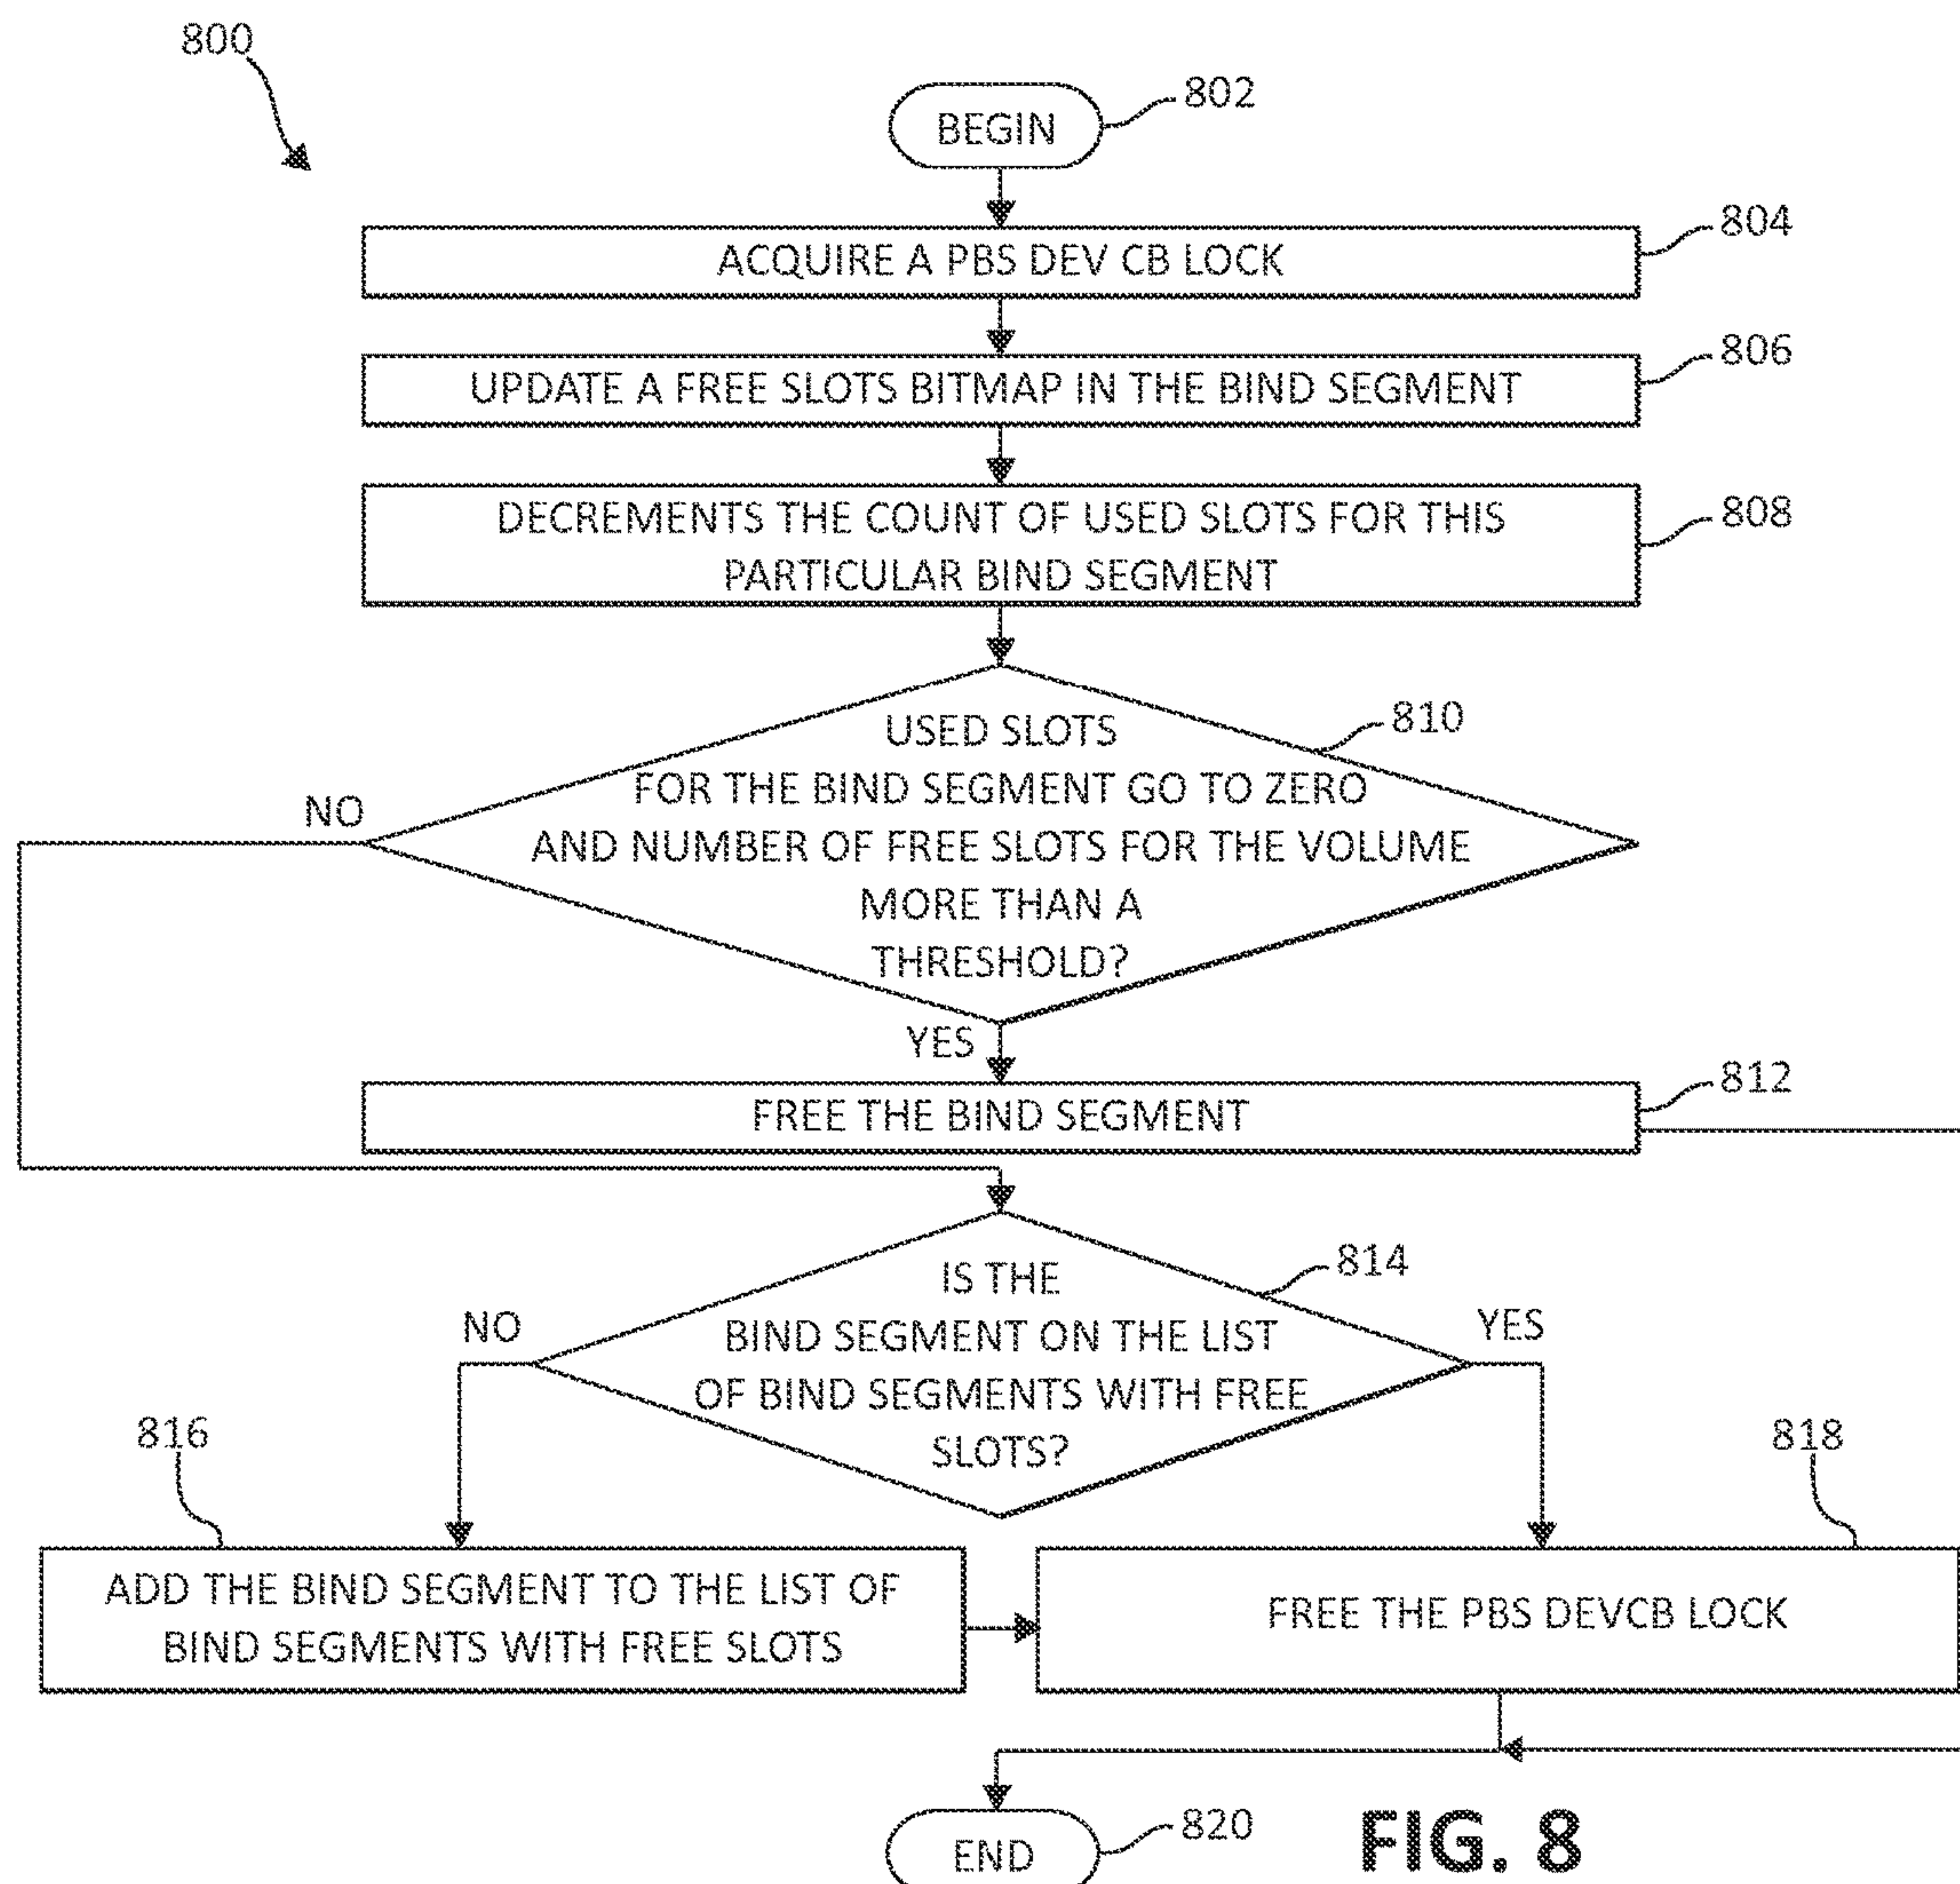 800
BEGIN
802
ACQUIRE A PBS DEV CB LOCK
804
UPDATE A FREE SLOTS BITMAP IN THE BIND SEGMENT
806
DECREMENTS THE COUNT OF USED SLOTS FOR THIS
PARTICULAR BIND SEGMENT
808
USED SLOTS
FOR THE BIND SEGMENT GO TO ZERO
AND NUMBER OF FREE SLOTS FOR THE VOLUME
MORE THAN A
THRESHOLD?
810
NO
YES
FREE THE BIND SEGMENT
812
IS THE
BIND SEGMENT ON THE LIST
OF BIND SEGMENTS WITH FREE
SLOTS?
814
NO
YES
816
818
ADD THE BIND SEGMENT TO THE LIST OF
BIND SEGMENTS WITH FREE SLOTS
FREE THE PBS DEVCB LOCK
END
820
FIG. 8